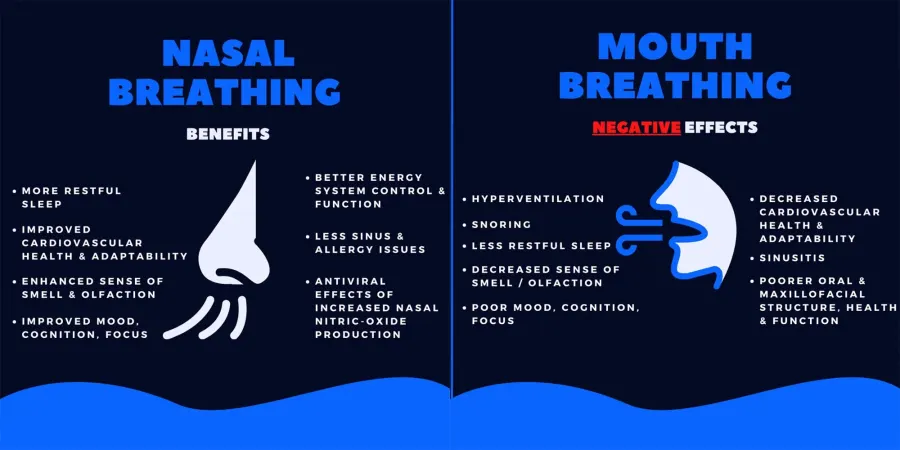 NASAL
BREATHING
BENEFITS
• MORE RESTFUL
SLEEP
• IMPROVED
CARDIOVASCULAR
HEALTH & ADAPTABILITY
• ENHANCED SENSE OF
SMELL & OLFACTION
• IMPROVED MOOD,
COGNITION, FOCUS
• BETTER ENERGY
SYSTEM CONTROL &
FUNCTION
• LESS SINUS &
ALLERGY ISSUES
• ANTIVIRAL
EFFECTS OF
INCREASED NASAL
NITRIC-OXIDE
PRODUCTION
MOUTH
BREATHING
NEGATIVE EFFECTS
• HYPERVENTILATION
• SNORING
• LESS RESTFUL SLEEP
• DECREASED SENSE OF
SMELL / OLFACTION
• POOR MOOD, COGNITION,
FOCUS
• DECREASED
CARDIOVASCULAR
HEALTH &
ADAPTABILITY
• SINUSITIS
• POORER ORAL &
MAXILLOFACIAL
STRUCTURE, HEALTH
& FUNCTION